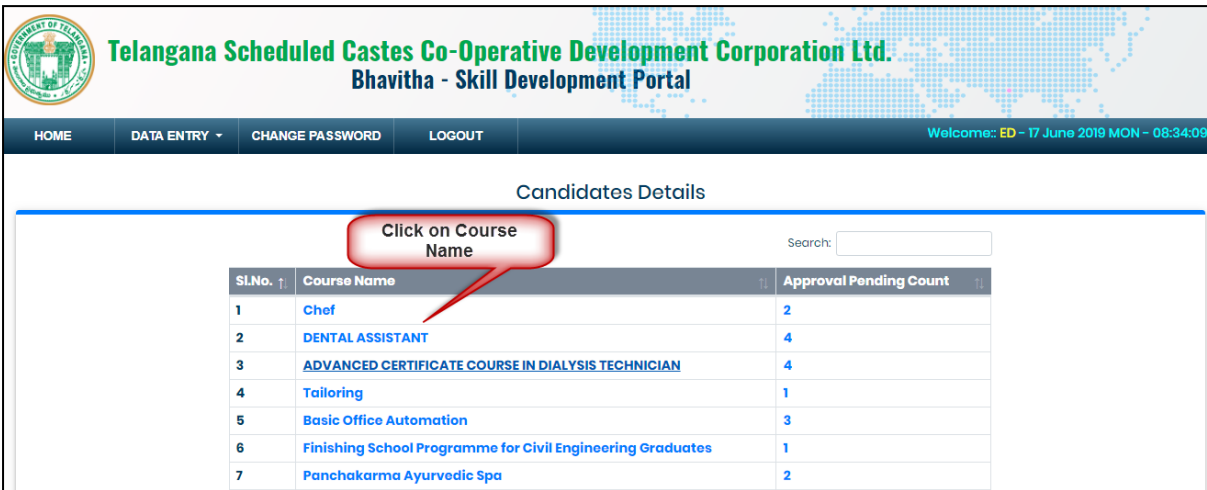 Telangana Scheduled Castes Co-Operative Development Corporation Ltd.
Bhavitha - Skill Development Portal
HOME DATA ENTRY CHANGE PASSWORD LOGOUT Welcome:: ED - 17 June 2019 MON - 08:34:09
Candidates Details
Click on Course
Name
Search:
Sl.No. Course Name Approval Pending Count
1 Chef 2
2 DENTAL ASSISTANT 4
3 ADVANCED CERTIFICATE COURSE IN DIALYSIS TECHNICIAN 4
4 Tailoring 1
5 Basic Office Automation 3
6 Finishing School Programme for Civil Engineering Graduates 1
7 Panchakarma Ayurvedic Spa 2